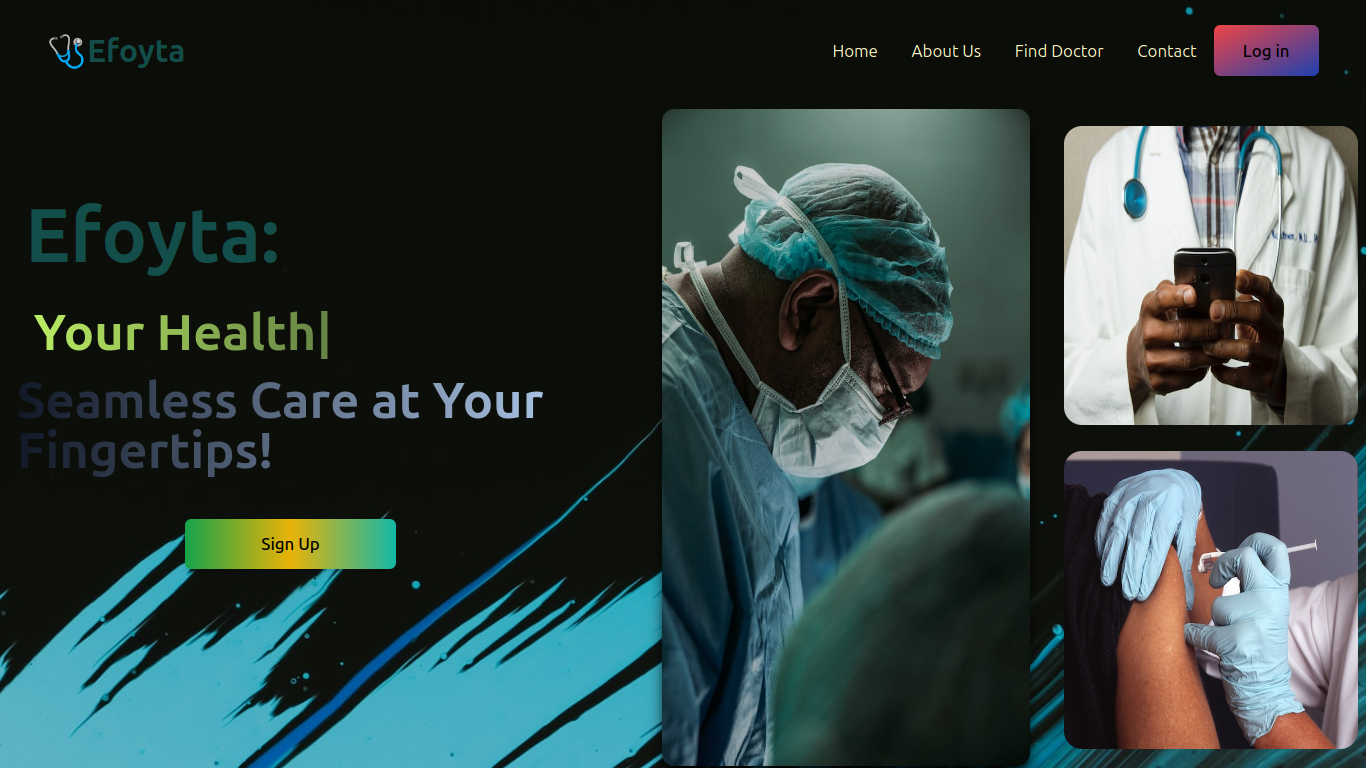 Efoyta
Home
About Us
Find Doctor
Contact
Log in
Efoyta:
Your Health|
Seamless Care at Your
Fingertips!
Sign Up